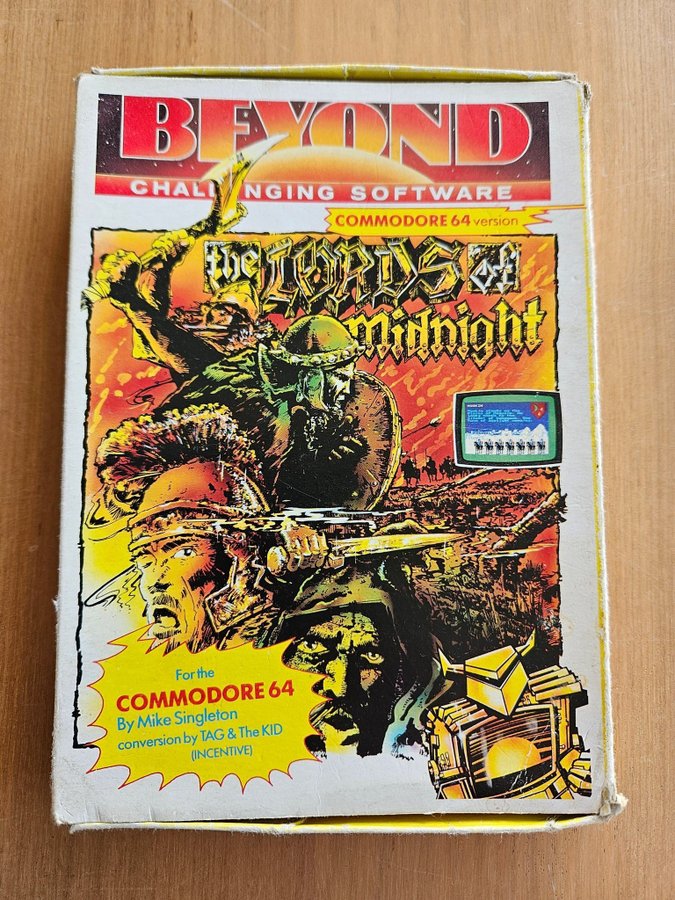 BEYOND
CHALLENGING SOFTWARE
COMMODORE 64 version
the LORDS of
midnight
For the
COMMODORE 64
By Mike Singleton
conversion by TAG & The KID
(INCENTIVE)